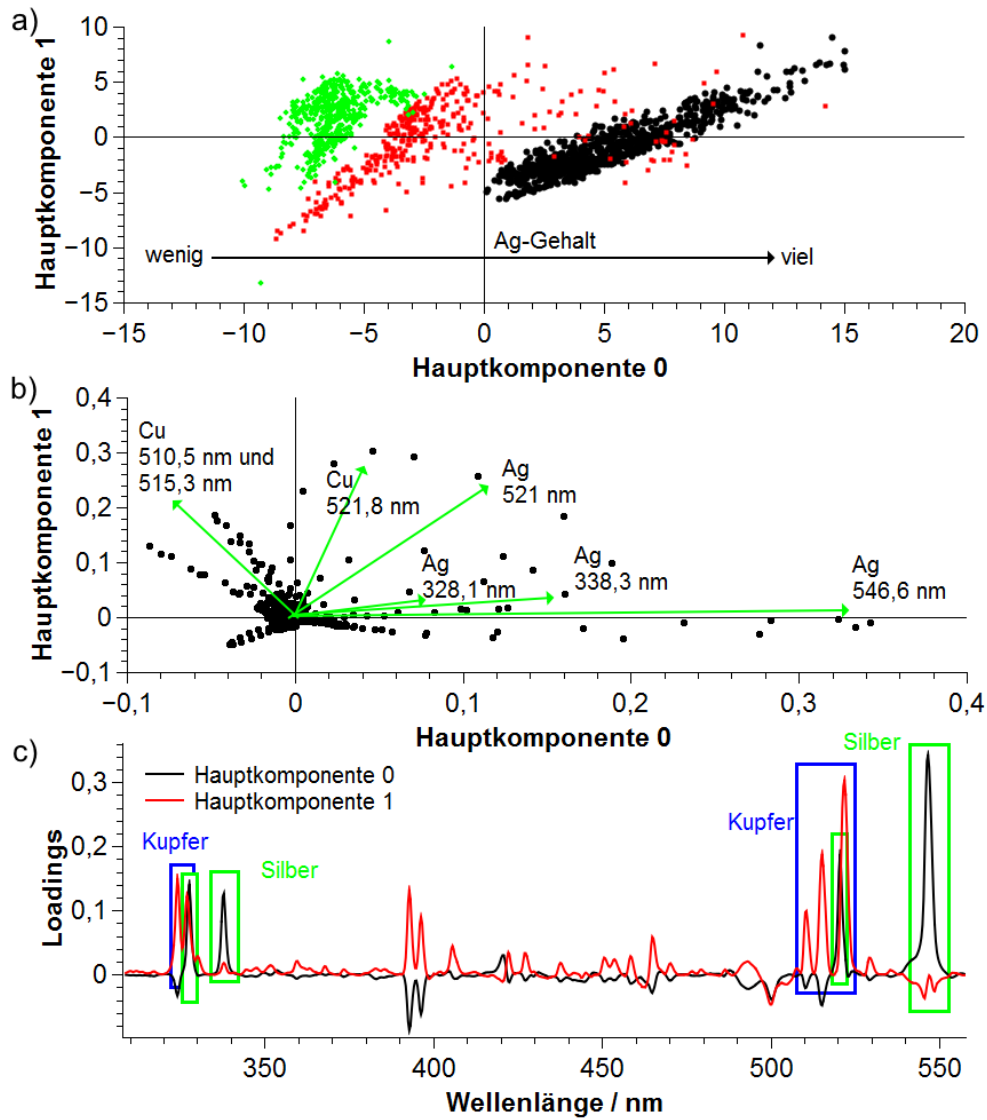 a)
Hauptkomponente 1
10
5
0
−5
−10
−15
wenig
Ag-Gehalt
viel
−15
−10
−5
0
5
10
15
20
Hauptkomponente 0
b)
Hauptkomponente 1
0,4
0,3
0,2
0,1
0
−0,1
Cu
510,5 nm und
515,3 nm
Cu
521,8 nm
Ag
521 nm
Ag
328,1 nm
Ag
338,3 nm
Ag
546,6 nm
−0,1
0
0,1
0,2
0,3
0,4
Hauptkomponente 0
c)
Loadings
0,3
0,2
0,1
0
Hauptkomponente 0
Hauptkomponente 1
Kupfer
Silber
Kupfer
Silber
350
400
450
500
550
Wellenlänge / nm